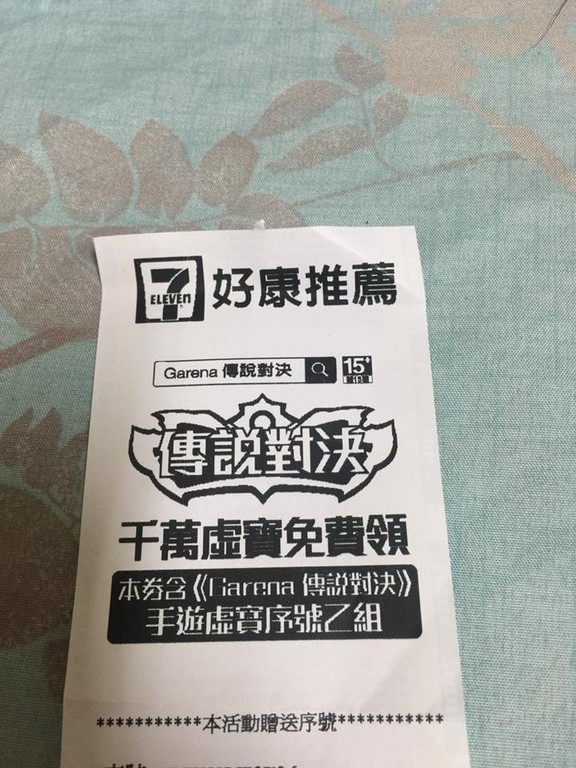 7
ELEVEn
好康推薦
Garena 傳說對決
15+
傳說對決
千萬虛寶免費領
本券含《Garena 傳說對決》
手遊虛寶序號乙組
***********本活動贈送序號***********